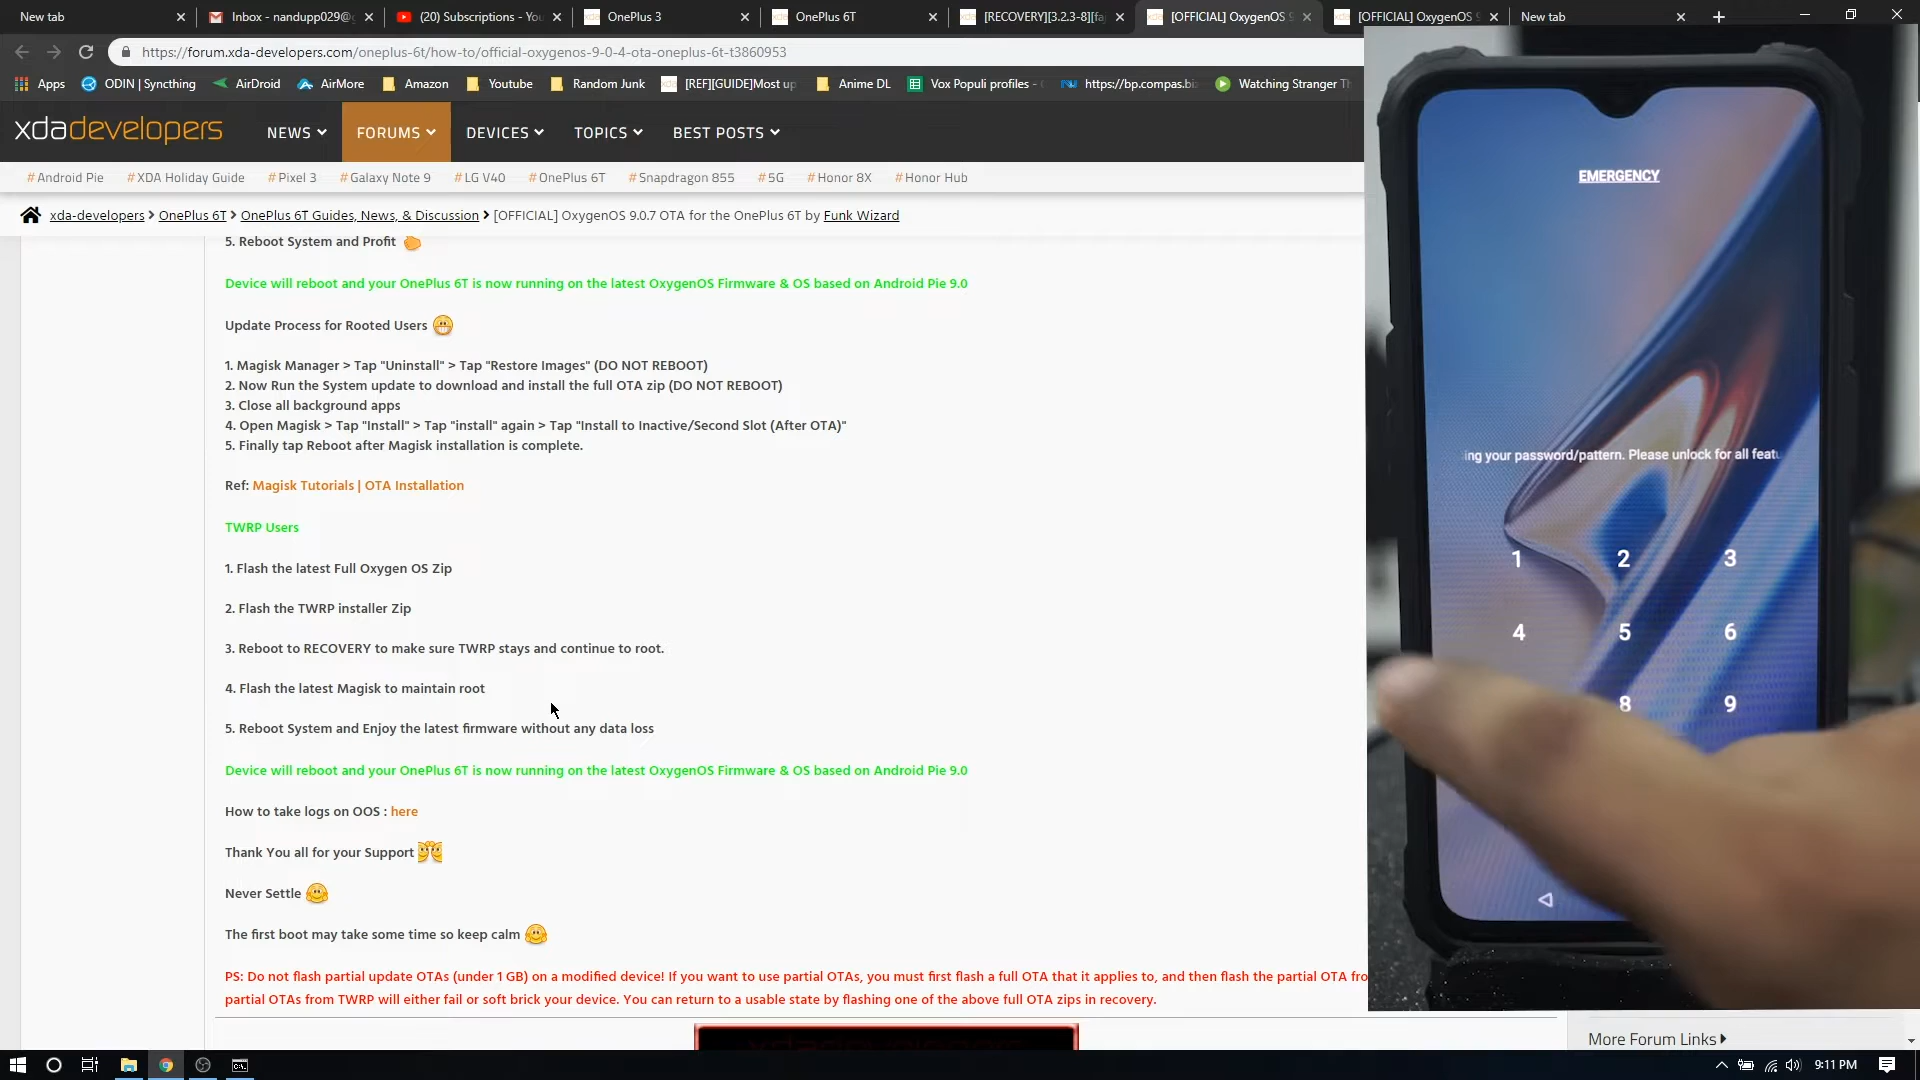 New tab
Inbox - nandupp029@g
(20) Subscriptions - You
OnePlus 3
OnePlus 6T
[RECOVERY][3.2.3-8][fa
[OFFICIAL] OxygenOS 9
[OFFICIAL] OxygenOS 9
New tab
https://forum.xda-developers.com/oneplus-6t/how-to/official-oxygenos-9-0-4-ota-oneplus-6t-t3860953
Apps
ODIN | Syncthing
AirDroid
AirMore
Amazon
Youtube
Random Junk
[REF][GUIDE]Most up
Anime DL
Vox Populi profiles -
https://bp.compas.bi
Watching Stranger Th
xdadevelopers
NEWS
FORUMS
DEVICES
TOPICS
BEST POSTS
#Android Pie
#XDA Holiday Guide
#Pixel 3
#Galaxy Note 9
#LG V40
#OnePlus 6T
#Snapdragon 855
#5G
#Honor 8X
#Honor Hub
xda-developers > OnePlus 6T > OnePlus 6T Guides, News, & Discussion > [OFFICIAL] OxygenOS 9.0.7 OTA for the OnePlus 6T by Funk Wizard
5. Reboot System and Profit
Device will reboot and your OnePlus 6T is now running on the latest OxygenOS Firmware & OS based on Android Pie 9.0
Update Process for Rooted Users
1. Magisk Manager > Tap "Uninstall" > Tap "Restore Images" (DO NOT REBOOT)
2. Now Run the System update to download and install the full OTA zip (DO NOT REBOOT)
3. Close all background apps
4. Open Magisk > Tap "Install" > Tap "install" again > Tap "Install to Inactive/Second Slot (After OTA)"
5. Finally tap Reboot after Magisk installation is complete.
Ref: Magisk Tutorials | OTA Installation
TWRP Users
1. Flash the latest Full Oxygen OS Zip
2. Flash the TWRP installer Zip
3. Reboot to RECOVERY to make sure TWRP stays and continue to root.
4. Flash the latest Magisk to maintain root
5. Reboot System and Enjoy the latest firmware without any data loss
Device will reboot and your OnePlus 6T is now running on the latest OxygenOS Firmware & OS based on Android Pie 9.0
How to take logs on OOS : here
Thank You all for your Support
Never Settle
The first boot may take some time so keep calm
PS: Do not flash partial update OTAs (under 1 GB) on a modified device! If you want to use partial OTAs, you must first flash a full OTA that it applies to, and then flash the partial OTA fro
partial OTAs from TWRP will either fail or soft brick your device. You can return to a usable state by flashing one of the above full OTA zips in recovery.
More Forum Links
9:11 PM
EMERGENCY
ing your password/pattern. Please unlock for all featu
1 2 3
4 5 6
8 9